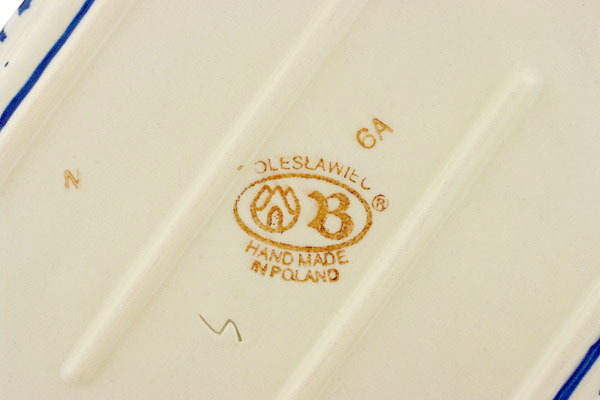 6A
OLESŁAWIEC
B ®
HAND MADE
IN POLAND
N